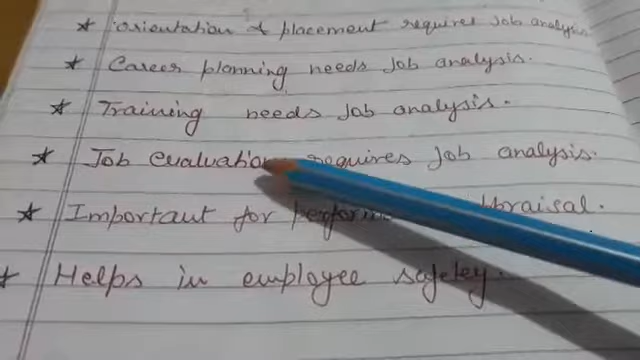 ★ Orientation & placement requires Job analysis
★ Career planning needs Job analysis.
★ Training needs Job analysis.
★ Job evaluation requires Job analysis.
★ Important for
★ Helps in employee safetey.